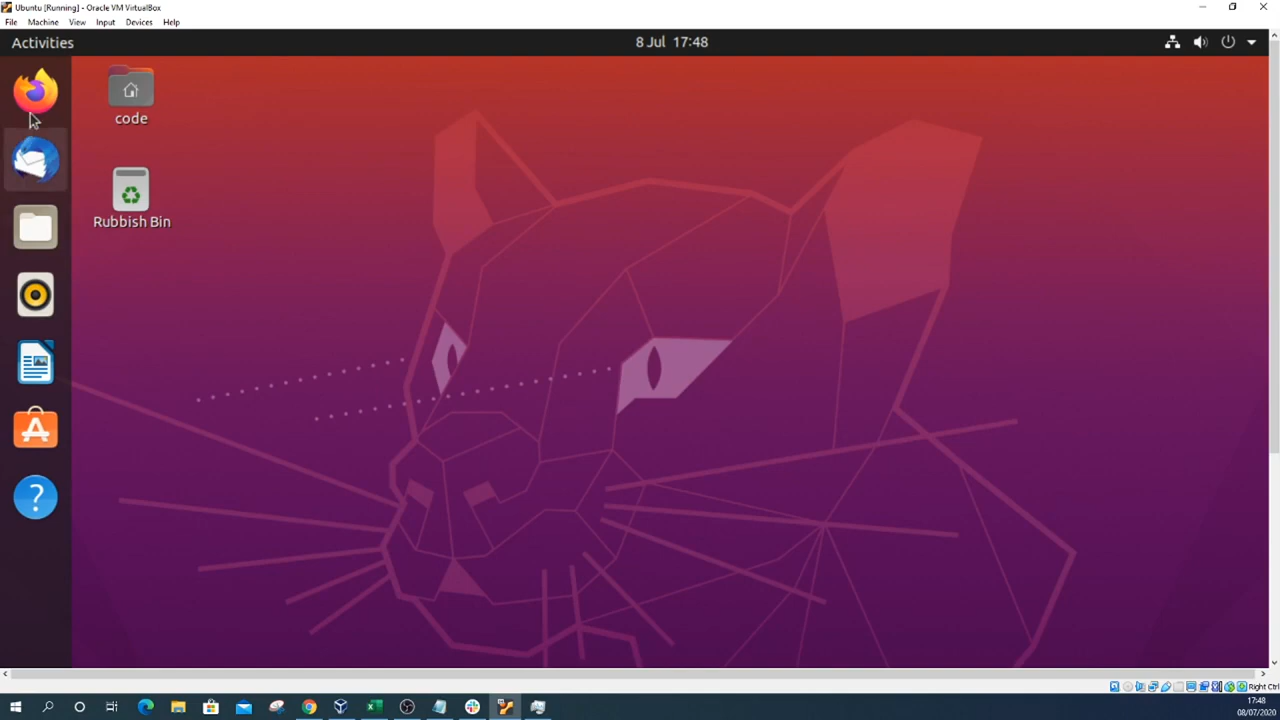 Ubuntu [Running] - Oracle VM VirtualBox
File Machine View Input Devices Help
Activities
8 Jul 17:48
code
Rubbish Bin
?
Right Ctrl
17:48
08/07/2020